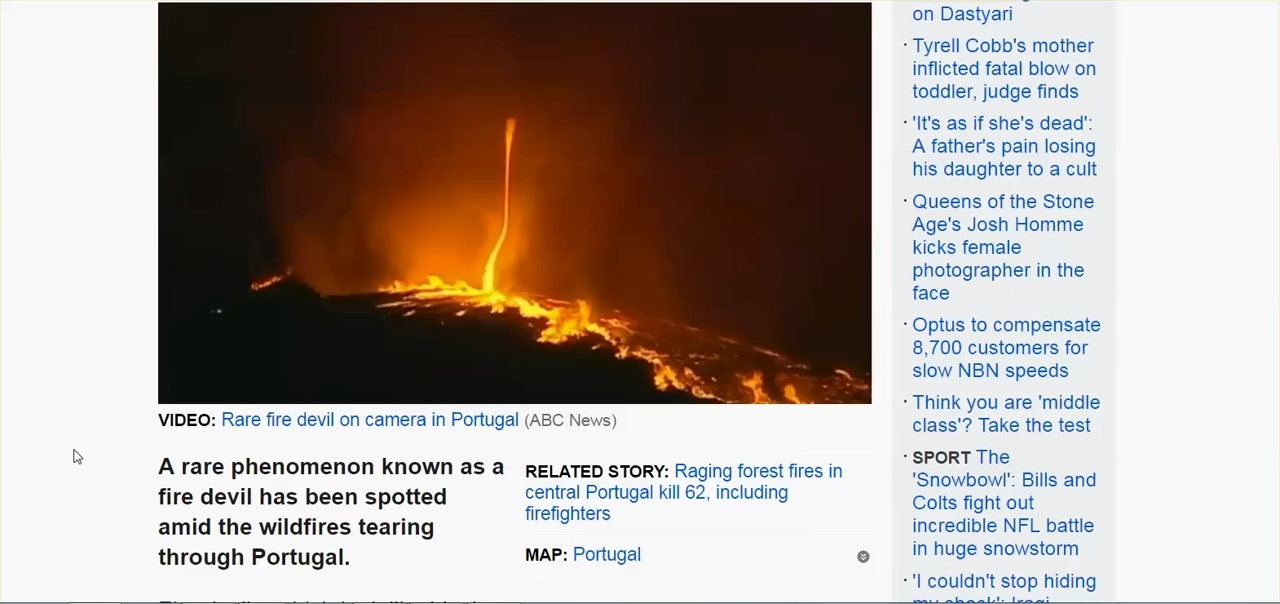 VIDEO: Rare fire devil on camera in Portugal (ABC News)
A rare phenomenon known as a
fire devil has been spotted
amid the wildfires tearing
through Portugal.
RELATED STORY: Raging forest fires in
central Portugal kill 62, including
firefighters
MAP: Portugal
on Dastyari
· Tyrell Cobb's mother
inflicted fatal blow on
toddler, judge finds
· 'It's as if she's dead':
A father's pain losing
his daughter to a cult
· Queens of the Stone
Age's Josh Homme
kicks female
photographer in the
face
· Optus to compensate
8,700 customers for
slow NBN speeds
· Think you are 'middle
class'? Take the test
· SPORT The
'Snowbowl': Bills and
Colts fight out
incredible NFL battle
in huge snowstorm
· 'I couldn't stop hiding